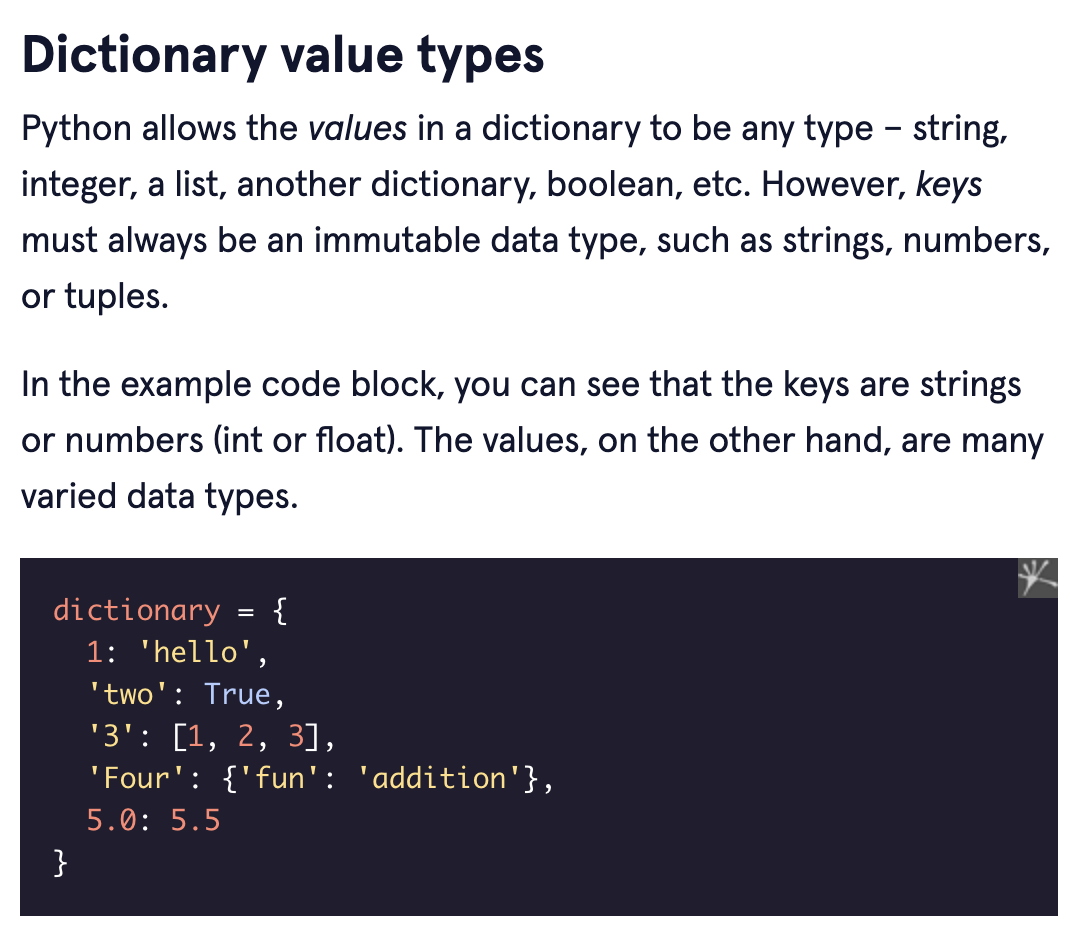 Dictionary value types
Python allows the values in a dictionary to be any type – string,
integer, a list, another dictionary, boolean, etc. However, keys
must always be an immutable data type, such as strings, numbers,
or tuples.
In the example code block, you can see that the keys are strings
or numbers (int or float). The values, on the other hand, are many
varied data types.
dictionary = {
  1: 'hello',
  'two': True,
  '3': [1, 2, 3],
  'Four': {'fun': 'addition'},
  5.0: 5.5
}